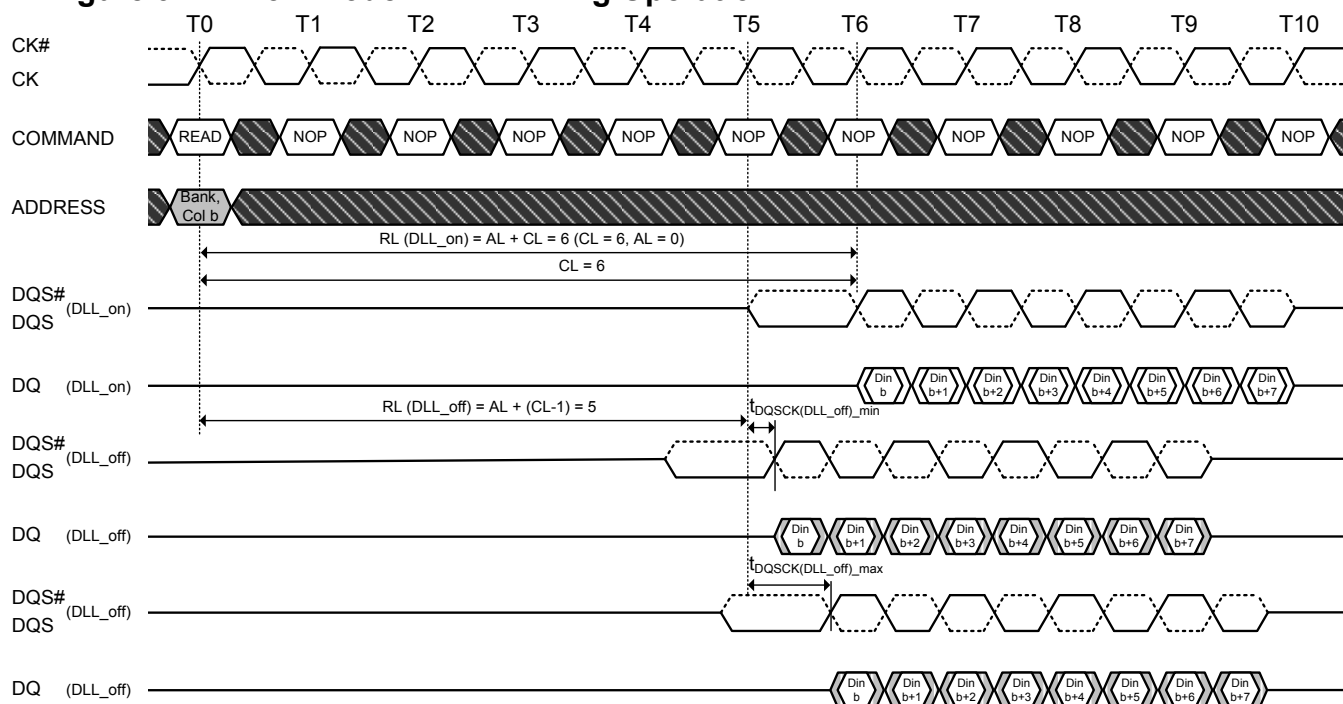 T0 T1 T2 T3 T4 T5 T6 T7 T8 T9 T10
CK#
CK
COMMAND READ NOP NOP NOP NOP NOP NOP NOP NOP NOP NOP
ADDRESS Bank,
Col b
RL (DLL_on) = AL + CL = 6 (CL = 6, AL = 0)
CL = 6
DQS# (DLL_on)
DQS
DQ (DLL_on) Din b Din b+1 Din b+2 Din b+3 Din b+4 Din b+5 Din b+6 Din b+7
RL (DLL_off) = AL + (CL-1) = 5 tDQSCK(DLL_off)_min
DQS# (DLL_off)
DQS
DQ (DLL_off) Din b Din b+1 Din b+2 Din b+3 Din b+4 Din b+5 Din b+6 Din b+7
tDQSCK(DLL_off)_max
DQS# (DLL_off)
DQS
DQ (DLL_off) Din b Din b+1 Din b+2 Din b+3 Din b+4 Din b+5 Din b+6 Din b+7